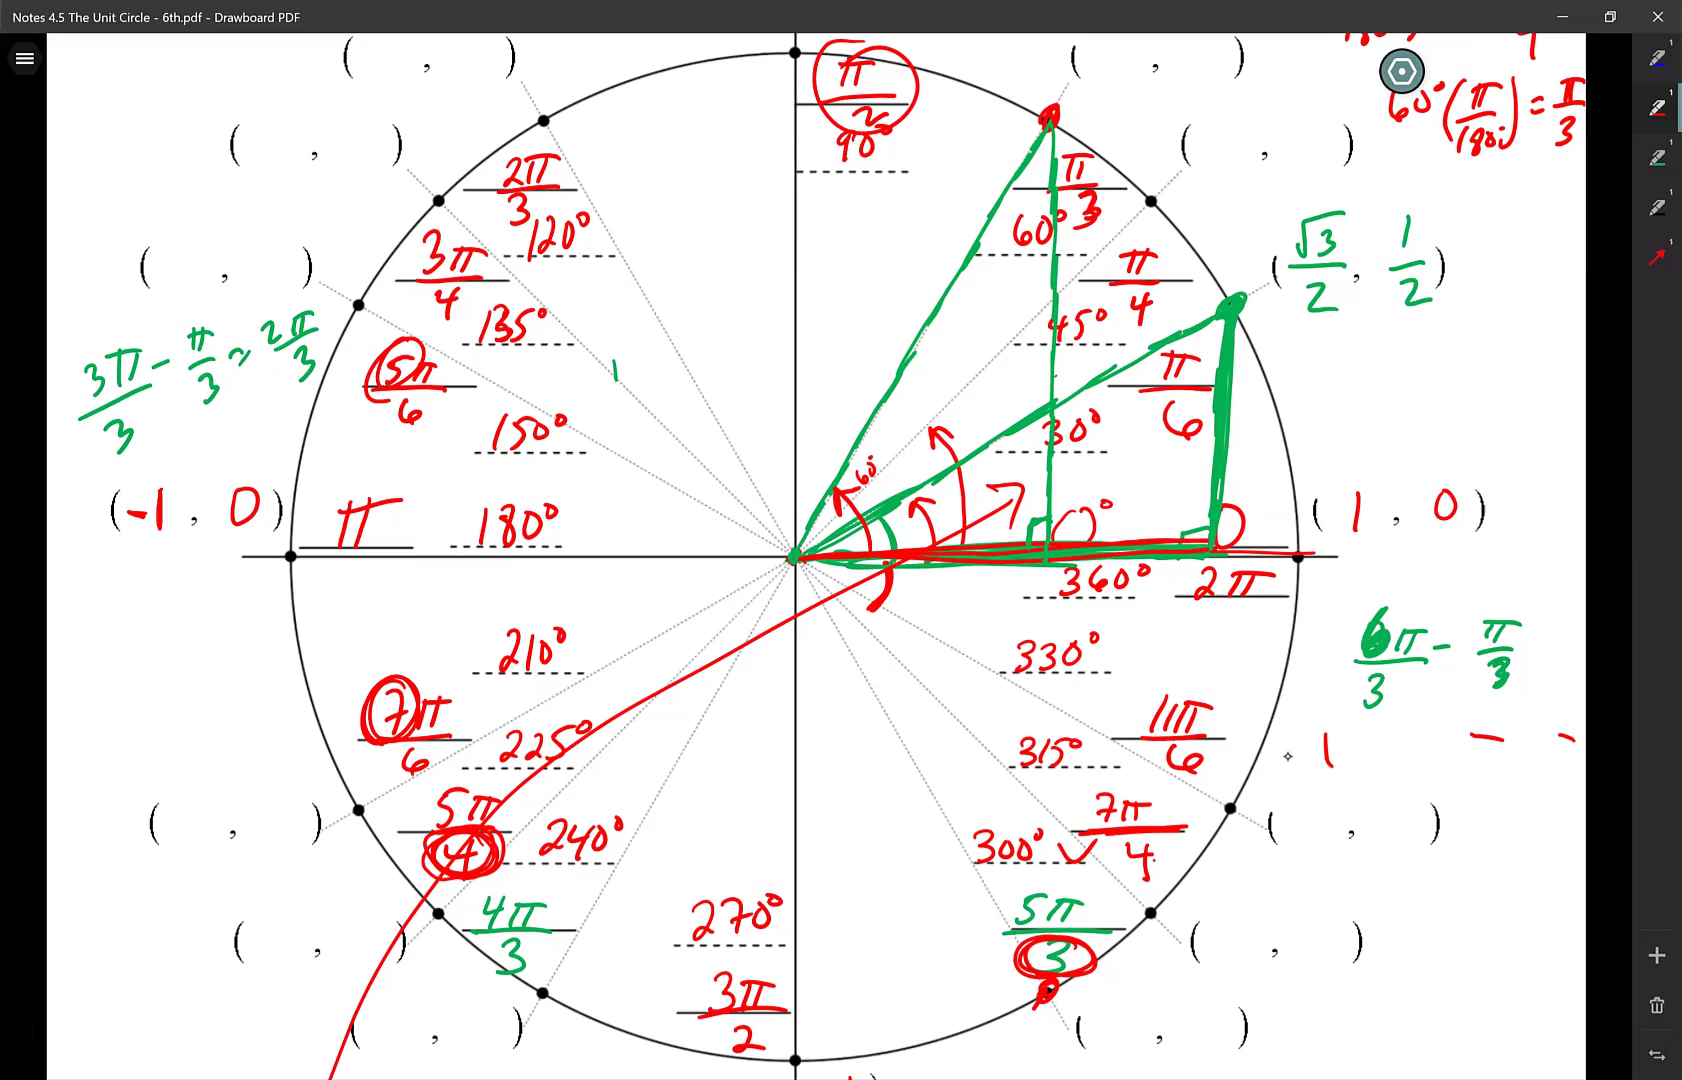 Notes 4.5 The Unit Circle - 6th.pdf - Drawboard PDF
( , )
π/2
90°
( , )
60°(π/180)=π/3
( , )
( , )
2π/3
120°
π/3
60°
3π/4
135°
π/4
45°
(√3/2, 1/2)
( , )
3π/3 - π/3 = 2π/3
5π/6
150°
π/6
30°
60°
(-1, 0)
π
180°
0°
0
(1, 0)
360°
2π
210°
330°
6π/3 - π/3
7π/6
225°
315°
11π/6
5π/4
240°
300°
7π/4
( , )
( , )
4π/3
270°
5π/3
( , )
( , )
3π/2
( , )
( , )